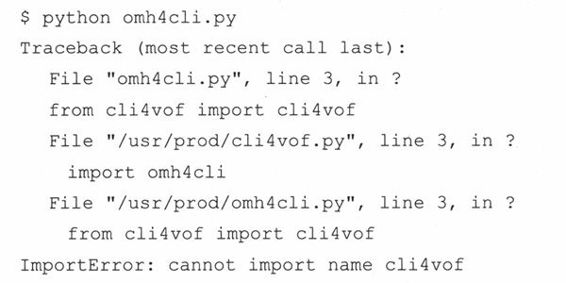 $ python omh4cli.py
Traceback (most recent call last):
File "omh4cli.py", line 3, in ?
from cli4vof import cli4vof
File "/usr/prod/cli4vof.py", line 3, in ?
import omh4cli
File "/usr/prod/omh4cli.py", line 3, in ?
from cli4vof import cli4vof
ImportError: cannot import name cli4vof